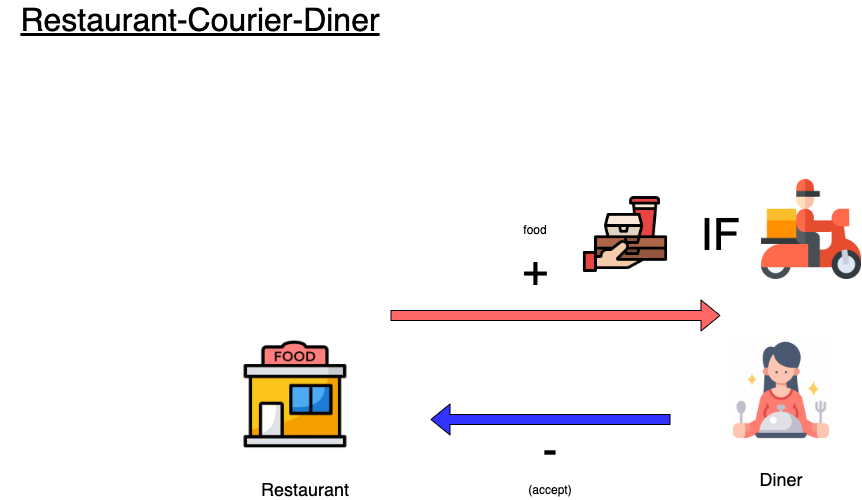 Restaurant-Courier-Diner
food
IF
+
FOOD
-
Diner
Restaurant
(accept)